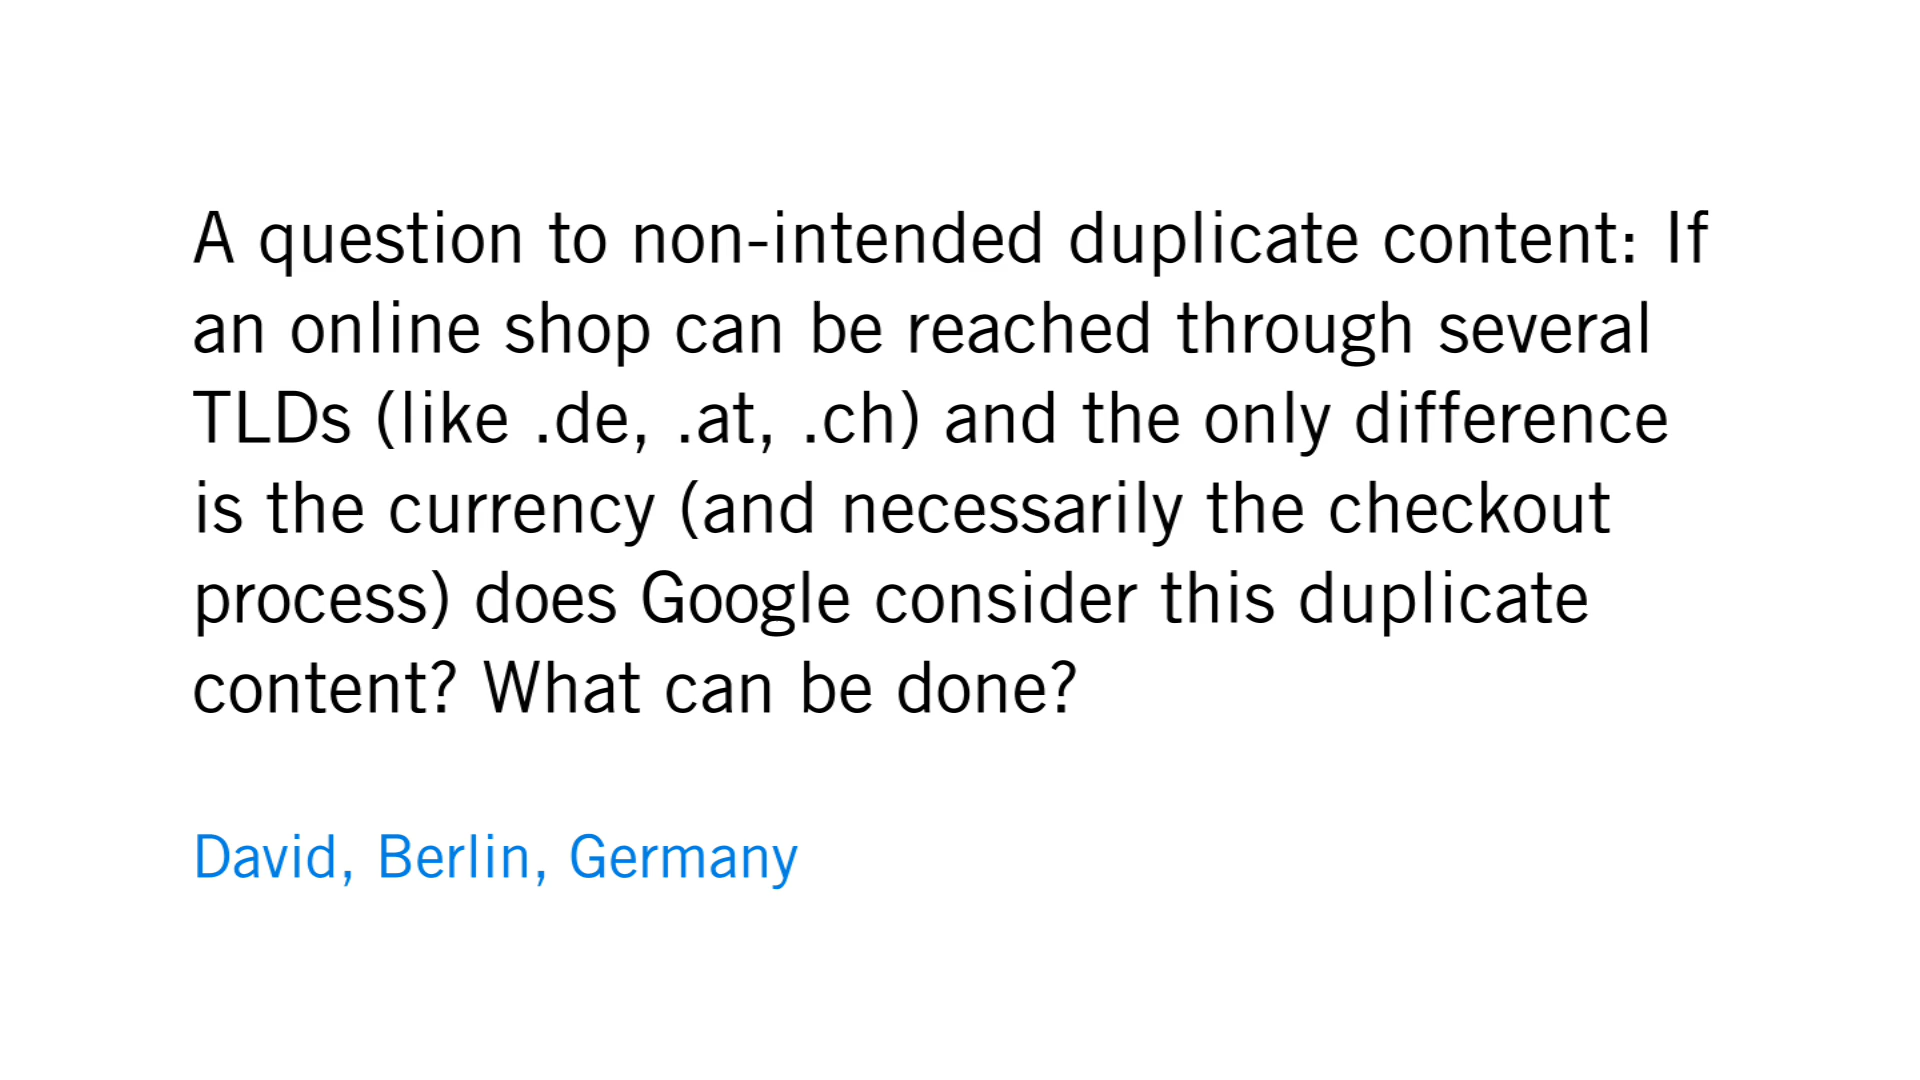 A question to non-intended duplicate content: If
an online shop can be reached through several
TLDs (like .de, .at, .ch) and the only difference
is the currency (and necessarily the checkout
process) does Google consider this duplicate
content? What can be done?
David, Berlin, Germany